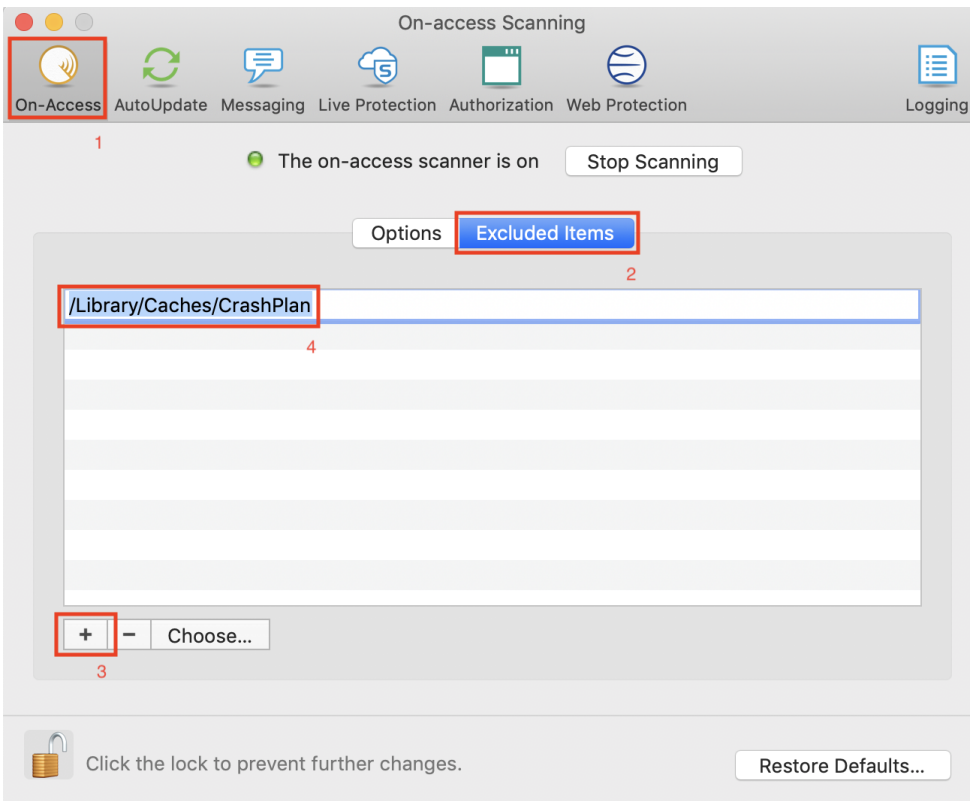 On-access Scanning
On-Access AutoUpdate Messaging Live Protection Authorization Web Protection Logging
1
The on-access scanner is on Stop Scanning
Options Excluded Items
2
/Library/Caches/CrashPlan
4
+ − Choose...
3
Click the lock to prevent further changes. Restore Defaults...